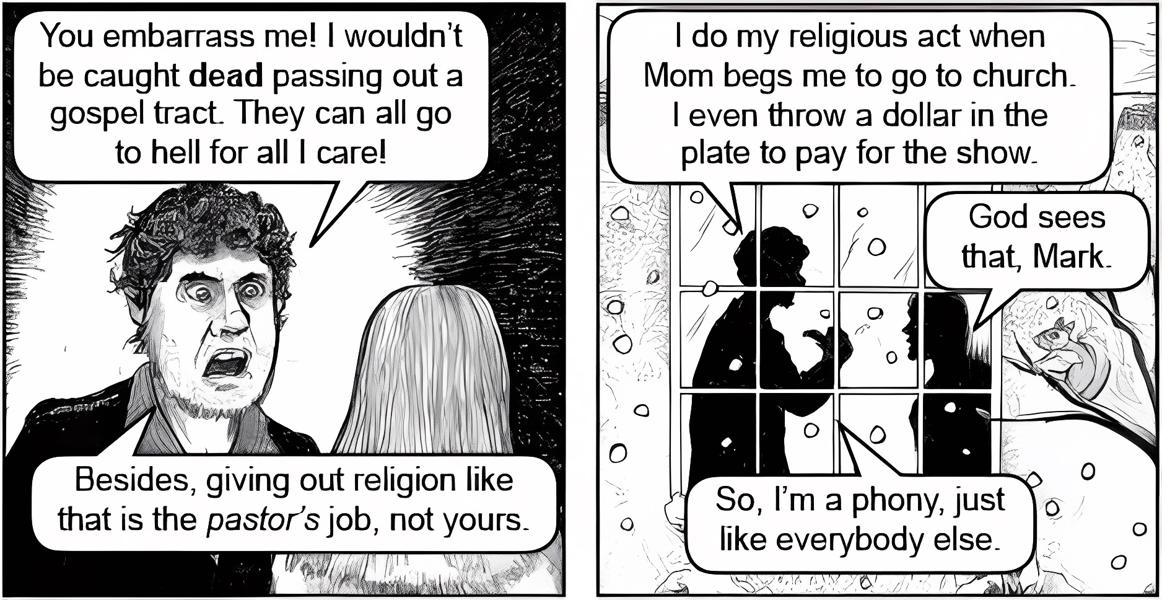 You embarrass me! I wouldn't
be caught dead passing out a
gospel tract. They can all go
to hell for all I care!
Besides, giving out religion like
that is the pastor's job, not yours.
I do my religious act when
Mom begs me to go to church.
I even throw a dollar in the
plate to pay for the show.
God sees
that, Mark.
So, I'm a phony, just
like everybody else.